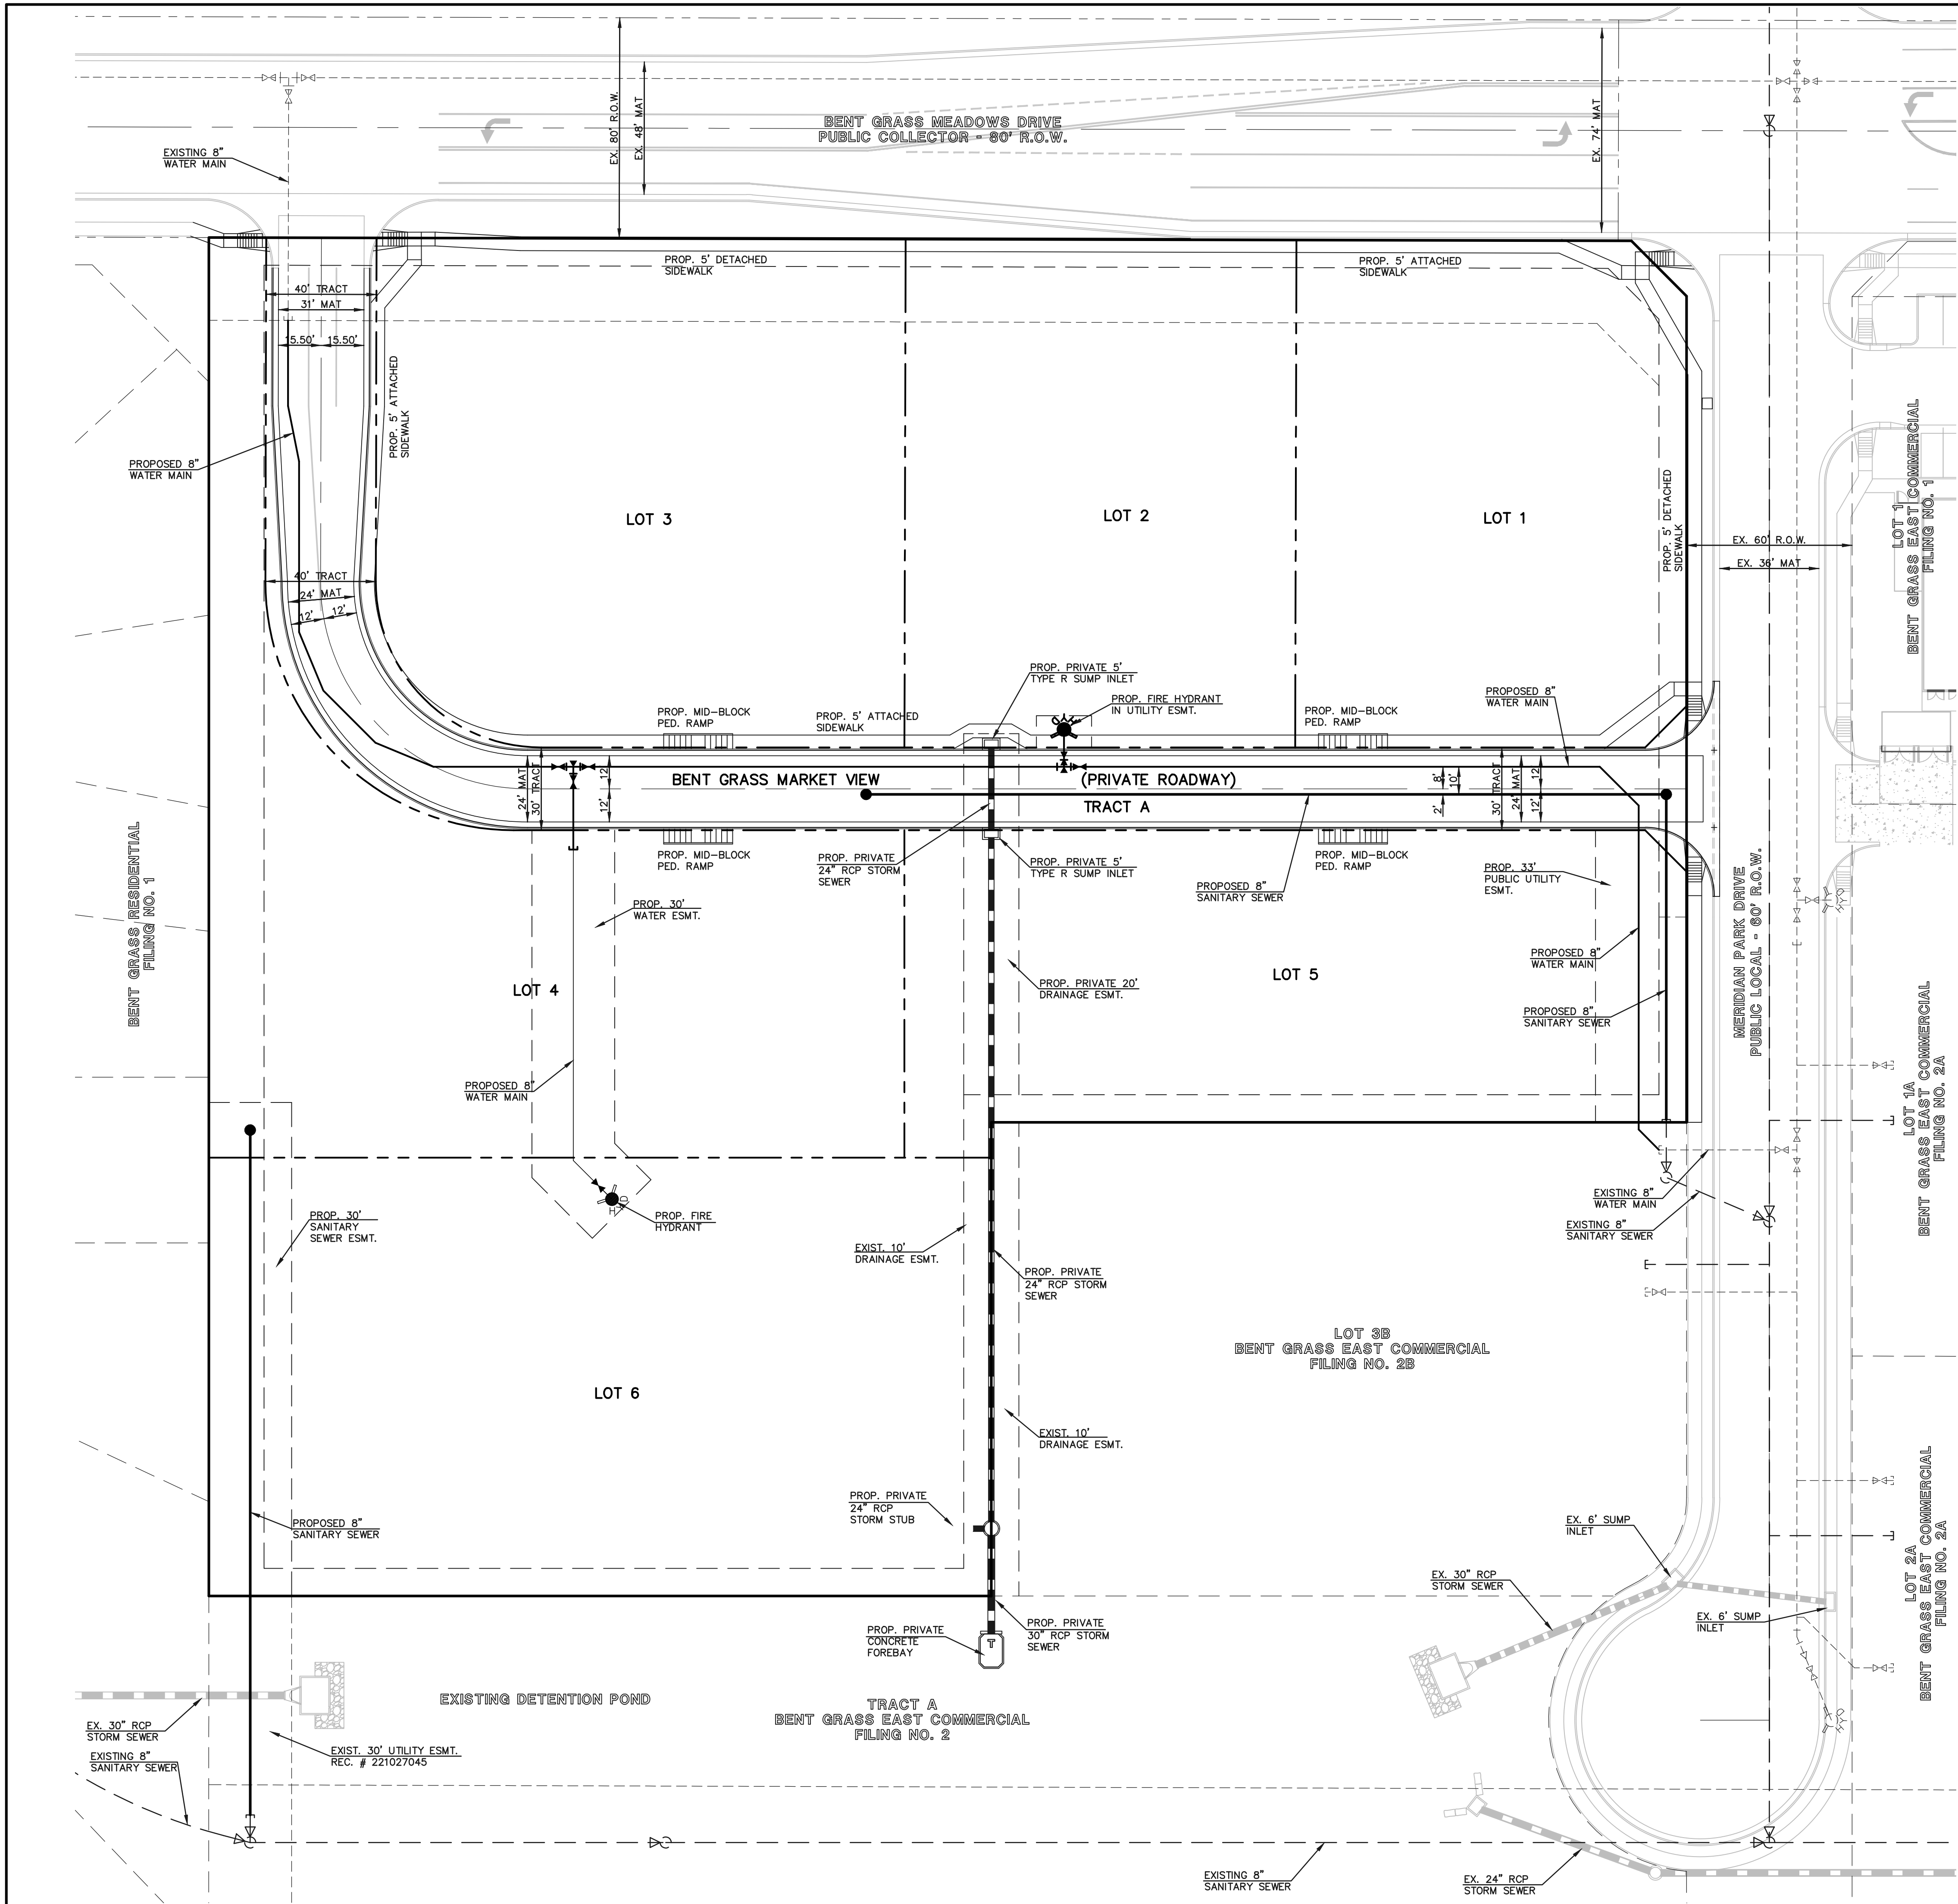 BENT GRASS MEADOWS DRIVE
PUBLIC COLLECTOR - 80' R.O.W.
EX. 80' R.O.W.
EX. 48' MAT
EX. 74' MAT
EXISTING 8"
WATER MAIN
PROP. 5' DETACHED
SIDEWALK
PROP. 5' ATTACHED
SIDEWALK
40' TRACT
31' MAT
15.50'
15.50'
PROP. 5' ATTACHED
SIDEWALK
PROPOSED 8"
WATER MAIN
LOT 3
LOT 2
LOT 1
PROP. 5' DETACHED
SIDEWALK
EX. 60' R.O.W.
EX. 36' MAT
LOT 1
BENT GRASS EAST COMMERCIAL
FILING NO. 1
40' TRACT
24' MAT
12'
12'
PROP. PRIVATE 5'
TYPE R SUMP INLET
PROP. FIRE HYDRANT
IN UTILITY ESMT.
PROPOSED 8"
WATER MAIN
PROP. MID-BLOCK
PED. RAMP
PROP. 5' ATTACHED
SIDEWALK
PROP. MID-BLOCK
PED. RAMP
24' MAT
30' TRACT
12'
12'
BENT GRASS MARKET VIEW
(PRIVATE ROADWAY)
TRACT A
8'
10'
2'
30' TRACT
24' MAT
12'
12'
PROP. MID-BLOCK
PED. RAMP
PROP. PRIVATE
24" RCP STORM
SEWER
PROP. PRIVATE 5'
TYPE R SUMP INLET
PROPOSED 8"
SANITARY SEWER
PROP. MID-BLOCK
PED. RAMP
PROP. 33'
PUBLIC UTILITY
ESMT.
BENT GRASS RESIDENTIAL
FILING NO. 1
PROP. 30'
WATER ESMT.
MERIDIAN PARK DRIVE
PUBLIC LOCAL - 60' R.O.W.
PROPOSED 8"
WATER MAIN
LOT 4
LOT 5
PROP. PRIVATE 20'
DRAINAGE ESMT.
PROPOSED 8"
SANITARY SEWER
PROPOSED 8"
WATER MAIN
LOT 1A
BENT GRASS EAST COMMERCIAL
FILING NO. 2A
EXISTING 8"
WATER MAIN
EXISTING 8"
SANITARY SEWER
PROP. 30'
SANITARY
SEWER ESMT.
HYD
PROP. FIRE
HYDRANT
EXIST. 10'
DRAINAGE ESMT.
PROP. PRIVATE
24" RCP STORM
SEWER
LOT 3B
BENT GRASS EAST COMMERCIAL
FILING NO. 2B
LOT 6
EXIST. 10'
DRAINAGE ESMT.
PROP. PRIVATE
24" RCP
STORM STUB
PROPOSED 8"
SANITARY SEWER
EX. 6' SUMP
INLET
EX. 30" RCP
STORM SEWER
EX. 6' SUMP
INLET
LOT 2A
BENT GRASS EAST COMMERCIAL
FILING NO. 2A
PROP. PRIVATE
CONCRETE
FOREBAY
T
PROP. PRIVATE
30" RCP STORM
SEWER
EXISTING DETENTION POND
TRACT A
BENT GRASS EAST COMMERCIAL
FILING NO. 2
EX. 30" RCP
STORM SEWER
EXISTING 8"
SANITARY SEWER
EXIST. 30' UTILITY ESMT.
REC. # 221027045
EXISTING 8"
SANITARY SEWER
EX. 24" RCP
STORM SEWER